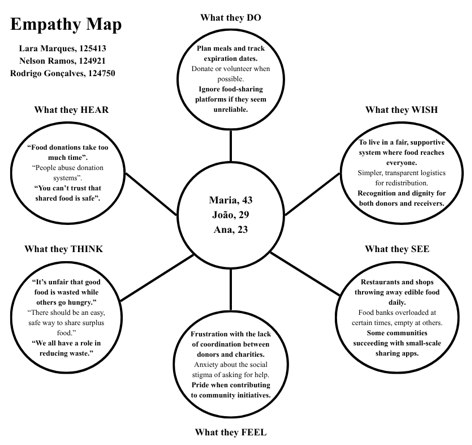 Empathy Map
Lara Marques, 125413
Nelson Ramos, 124921
Rodrigo Gonçalves, 124750
What they DO
Plan meals and track
expiration dates.
Donate or volunteer when
possible.
Ignore food-sharing
platforms if they seem
unreliable.
What they HEAR
“Food donations take too
much time”.
“People abuse donation
systems”.
“You can’t trust that
shared food is safe”.
What they WISH
To live in a fair, supportive
system where food reaches
everyone.
Simpler, transparent logistics
for redistribution.
Recognition and dignity for
both donors and receivers.
Maria, 43
João, 29
Ana, 23
What they THINK
“It’s unfair that good
food is wasted while
others go hungry.”
“There should be an easy,
safe way to share surplus
food.”
“We all have a role in
reducing waste.”
What they SEE
Restaurants and shops
throwing away edible food
daily.
Food banks overloaded at
certain times, empty at others.
Some communities
succeeding with small-scale
sharing apps.
Frustration with the lack
of coordination between
donors and charities.
Anxiety about the social
stigma of asking for help.
Pride when contributing
to community initiatives.
What they FEEL